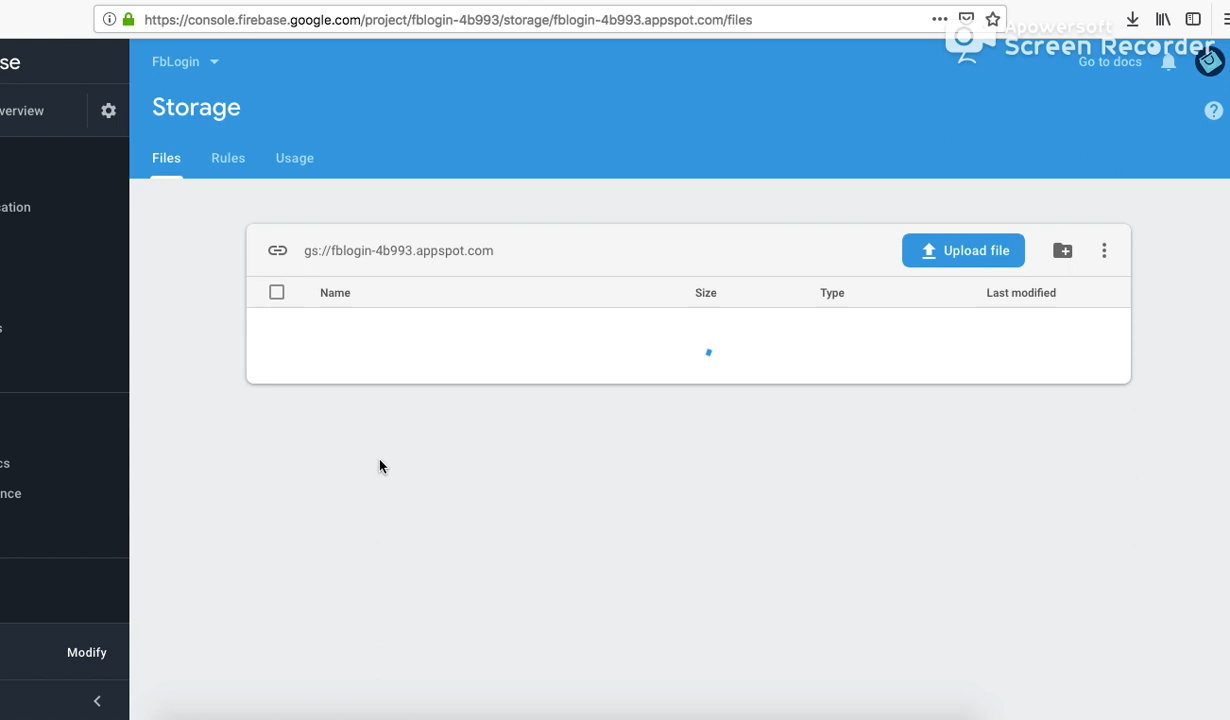 https://console.firebase.google.com/project/fblogin-4b993/storage/fblogin-4b993.appspot.com/files
Apowersoft
Screen Recorder
se
FbLogin
Go to docs
verview
Storage
Files Rules Usage
cation
gs://fblogin-4b993.appspot.com
Upload file
Name Size Type Last modified
s
cs
nce
Modify